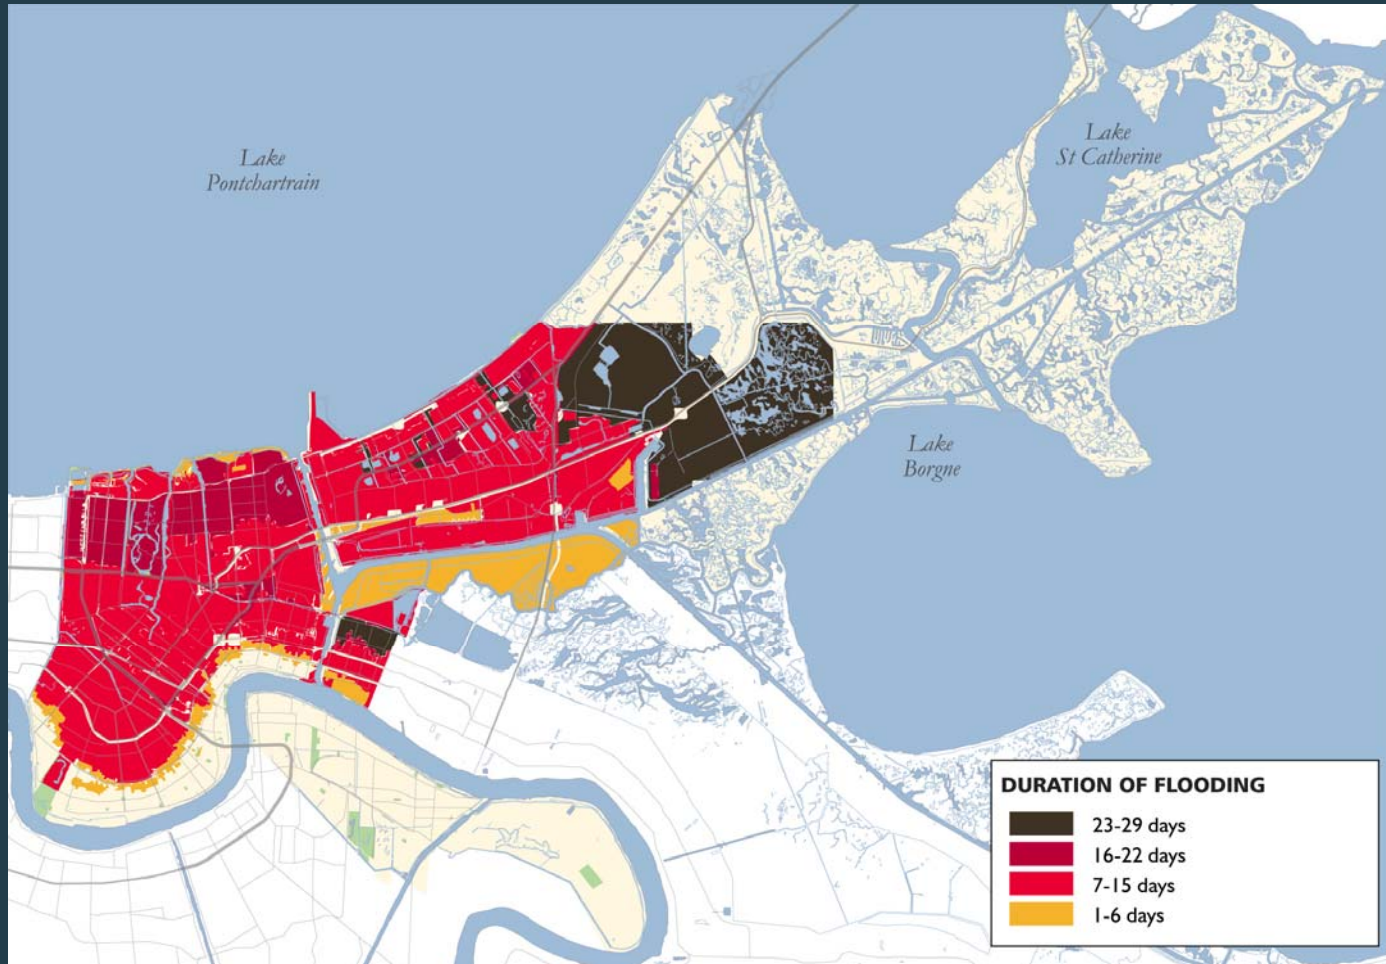 Lake
Pontchartrain
Lake
St Catherine
Lake
Borgne
DURATION OF FLOODING
23-29 days
16-22 days
7-15 days
1-6 days